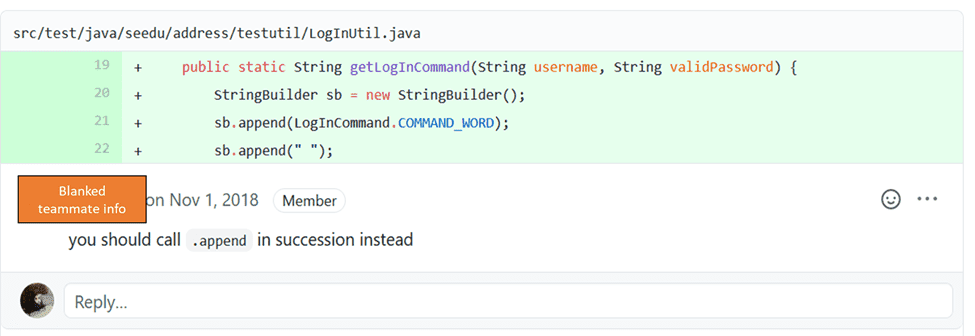 src/test/java/seedu/address/testutil/LogInUtil.java
19 + public static String getLogInCommand(String username, String validPassword) {
20 + StringBuilder sb = new StringBuilder();
21 + sb.append(LogInCommand.COMMAND_WORD);
22 + sb.append(" ");
Blanked
teammate info
on Nov 1, 2018 Member
you should call .append in succession instead
Reply...